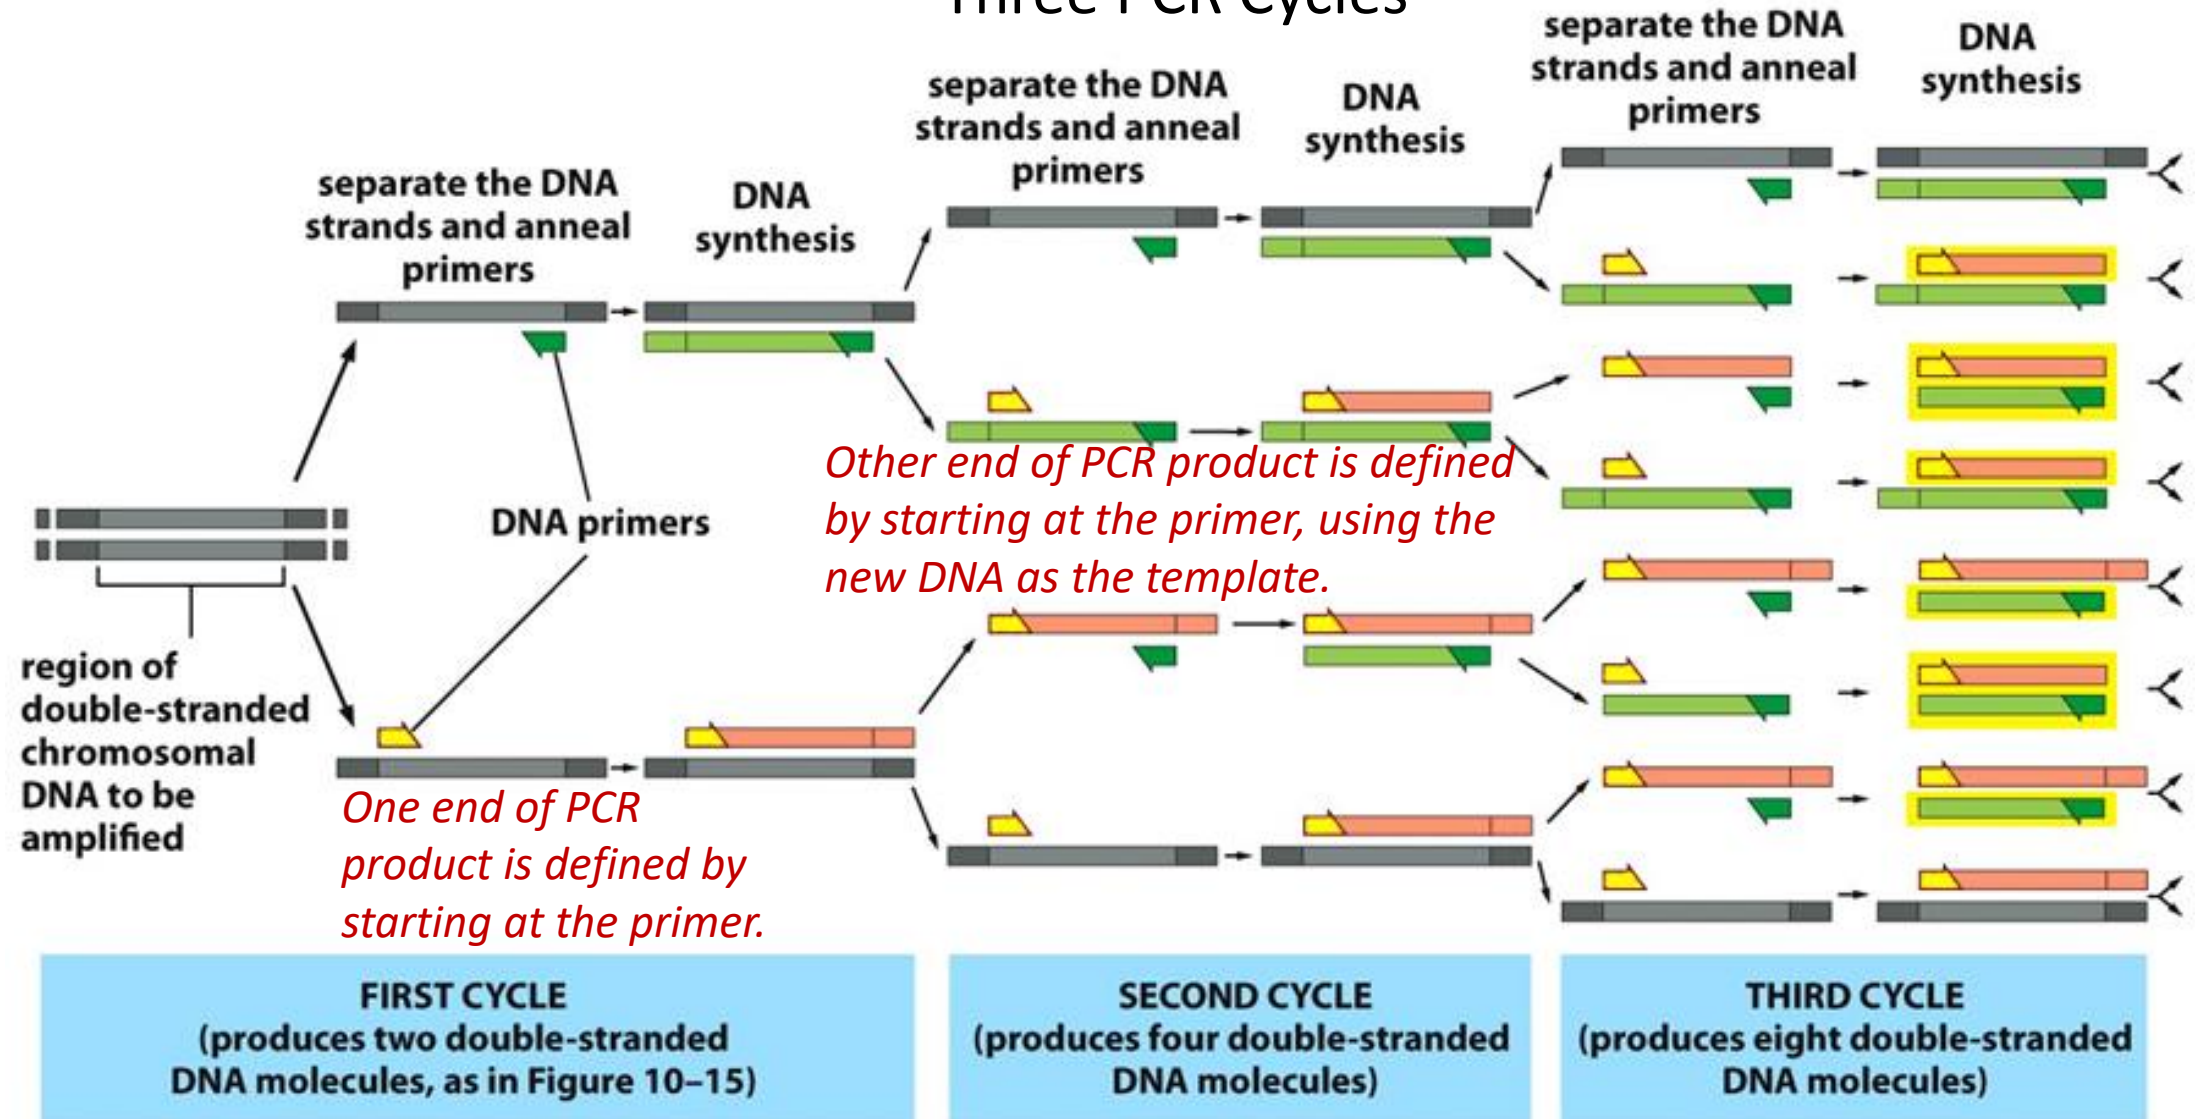 Three PCR Cycles
separate the DNA
strands and anneal
primers
DNA
synthesis
separate the DNA
strands and anneal
primers
DNA
synthesis
separate the DNA
strands and anneal
primers
DNA
synthesis
DNA primers
region of
double-stranded
chromosomal
DNA to be
amplified
One end of PCR
product is defined by
starting at the primer.
Other end of PCR product is defined
by starting at the primer, using the
new DNA as the template.
FIRST CYCLE
(produces two double-stranded
DNA molecules, as in Figure 10–15)
SECOND CYCLE
(produces four double-stranded
DNA molecules)
THIRD CYCLE
(produces eight double-stranded
DNA molecules)